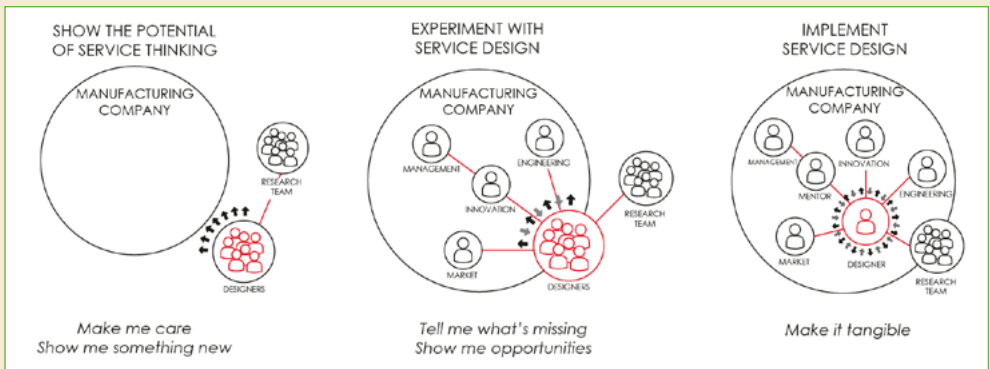 SHOW THE POTENTIAL
OF SERVICE THINKING
MANUFACTURING
COMPANY
RESEARCH
TEAM
DESIGNERS
Make me care
Show me something new
EXPERIMENT WITH
SERVICE DESIGN
MANUFACTURING
COMPANY
MANAGEMENT
ENGINEERING
INNOVATION
RESEARCH
TEAM
MARKET
DESIGNERS
Tell me what's missing
Show me opportunities
IMPLEMENT
SERVICE DESIGN
MANUFACTURING
COMPANY
MANAGEMENT
INNOVATION
MENTOR
ENGINEERING
MARKET
DESIGNER
RESEARCH
TEAM
Make it tangible